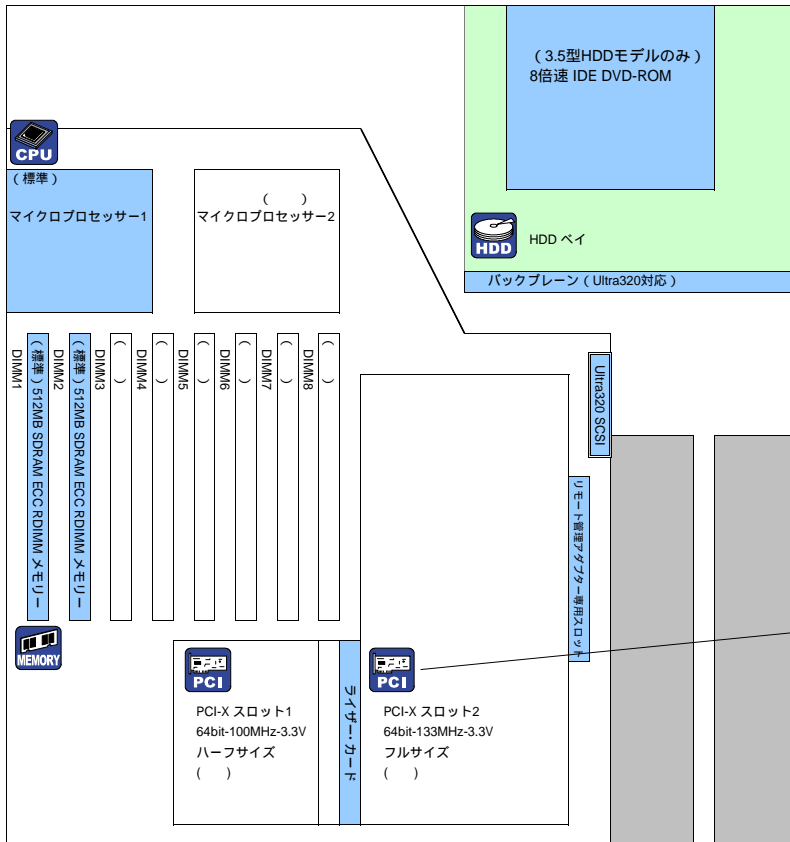 （3.5型HDDモデルのみ）
8倍速 IDE DVD-ROM
CPU
（標準）
マイクロプロセッサー1
（　　）
マイクロプロセッサー2
HDD
HDD ベイ
バックプレーン（Ultra320対応）
DIMM1
（標準）512MB SDRAM ECC RDIMM メモリー
DIMM2
（標準）512MB SDRAM ECC RDIMM メモリー
DIMM3
（　）
DIMM4
（　）
DIMM5
（　）
DIMM6
（　）
DIMM7
（　）
DIMM8
（　）
Ultra320 SCSI
リモート管理アダプター専用スロット
MEMORY
PCI
PCI-X スロット1
64bit-100MHz-3.3V
ハーフサイズ
(　　)
ライザー・カード
PCI
PCI-X スロット2
64bit-133MHz-3.3V
フルサイズ
(　　)